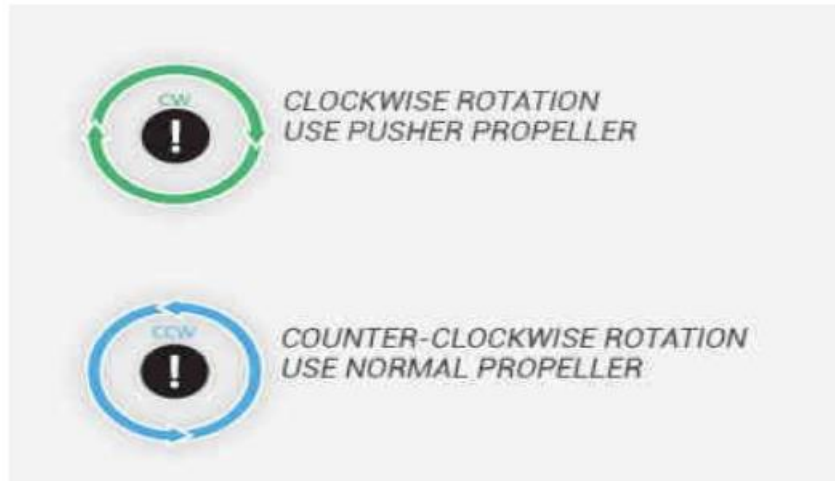 CW
!
CLOCKWISE ROTATION
USE PUSHER PROPELLER
CCW
!
COUNTER-CLOCKWISE ROTATION
USE NORMAL PROPELLER